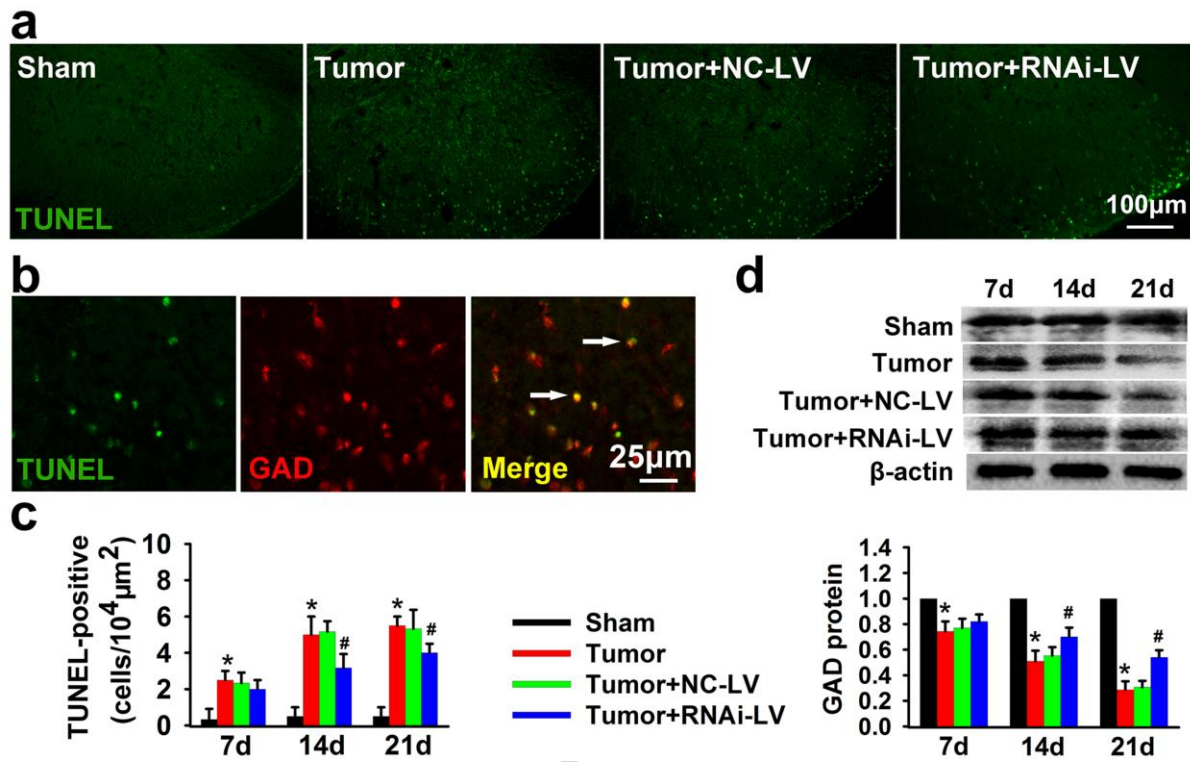 a
Sham
Tumor
Tumor+NC-LV
Tumor+RNAi-LV
TUNEL
100μm
b
TUNEL
GAD
Merge
25μm
d
7d 14d 21d
Sham
Tumor
Tumor+NC-LV
Tumor+RNAi-LV
β-actin
c
TUNEL-positive
(cells/10⁴μm²)
10
8
6
4
2
0
* * # * #
7d 14d 21d
Sham
Tumor
Tumor+NC-LV
Tumor+RNAi-LV
GAD protein
1.4
1.2
1.0
0.8
0.6
0.4
0.2
0
* * # * #
7d 14d 21d